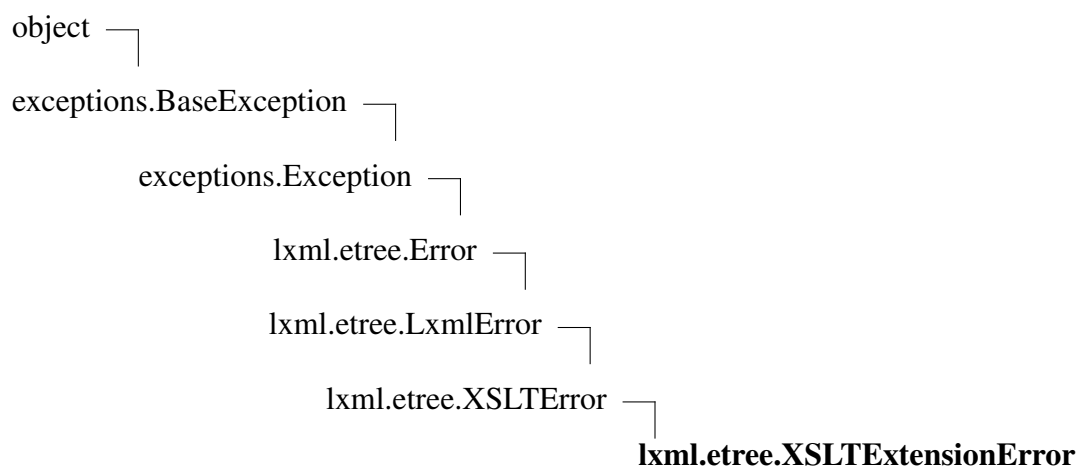 object
exceptions.BaseException
exceptions.Exception
lxml.etree.Error
lxml.etree.LxmlError
lxml.etree.XSLTError
lxml.etree.XSLTExtensionError